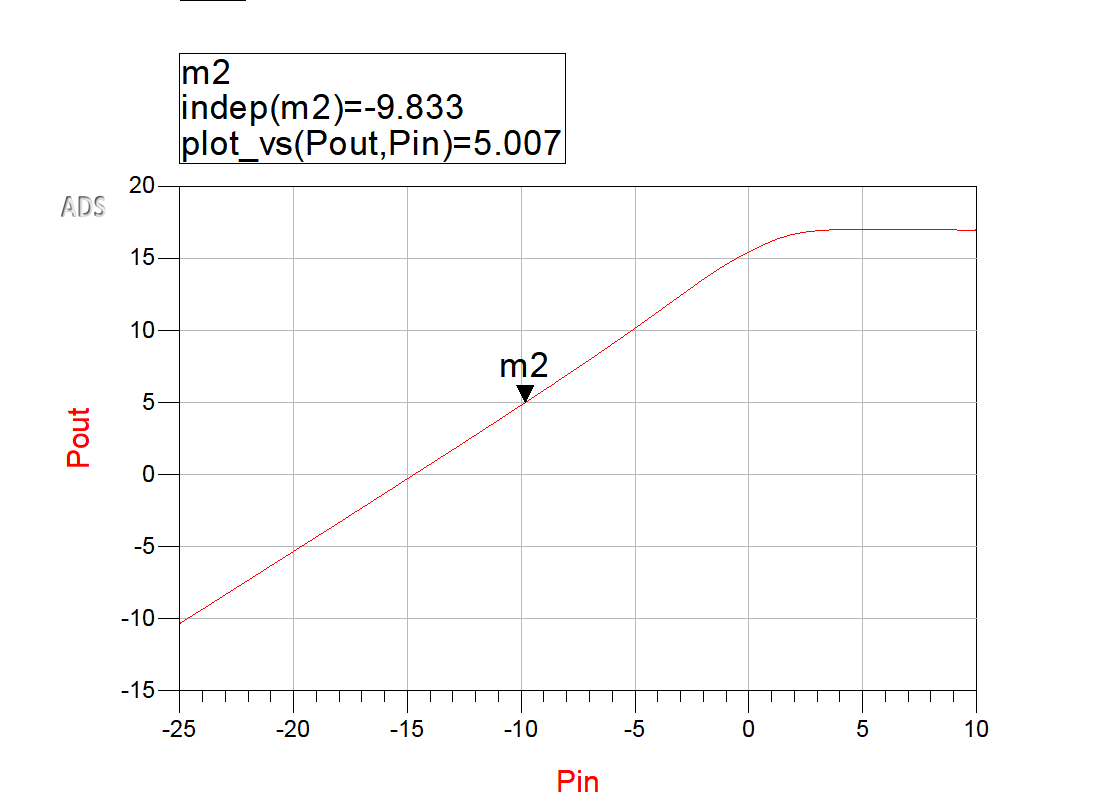 m2
indep(m2)=-9.833
plot_vs(Pout,Pin)=5.007
ADS
20
15
10
5
0
-5
-10
-15
m2
Pout
-25 -20 -15 -10 -5 0 5 10
Pin